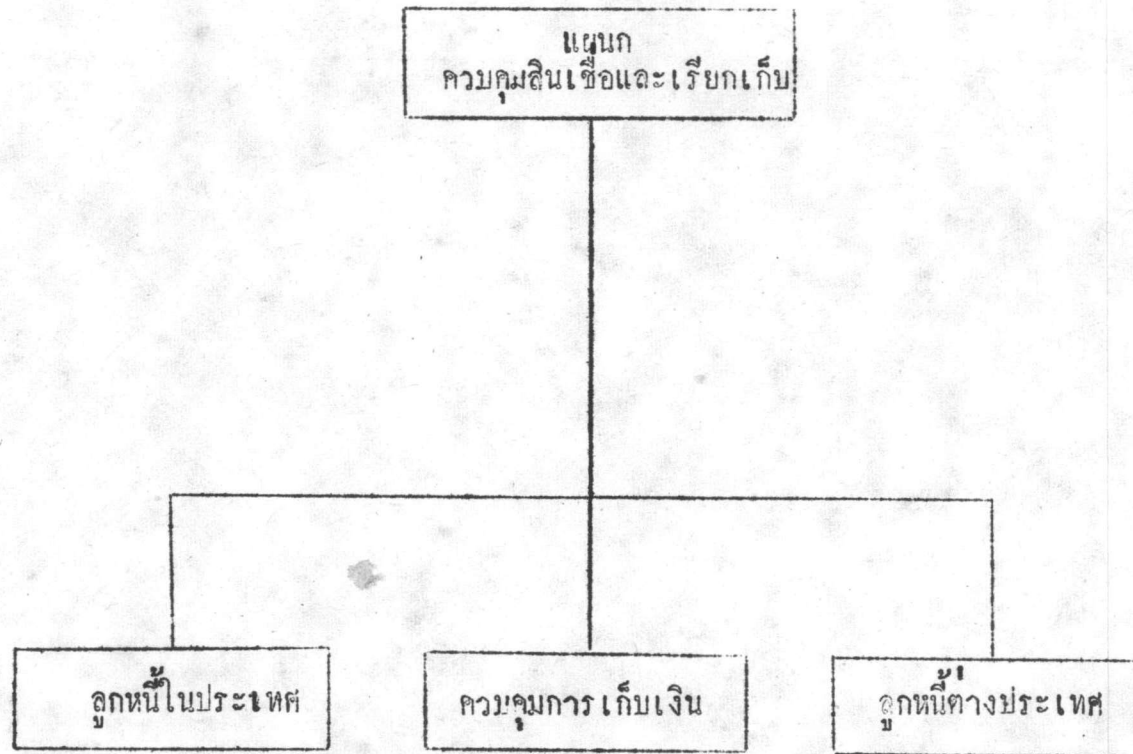 แผนก
ควบคุมสินเชื่อและเรียกเก็บ
ลูกหนี้ในประเทศ
ควบคุมการเก็บเงิน
ลูกหนี้ต่างประเทศ